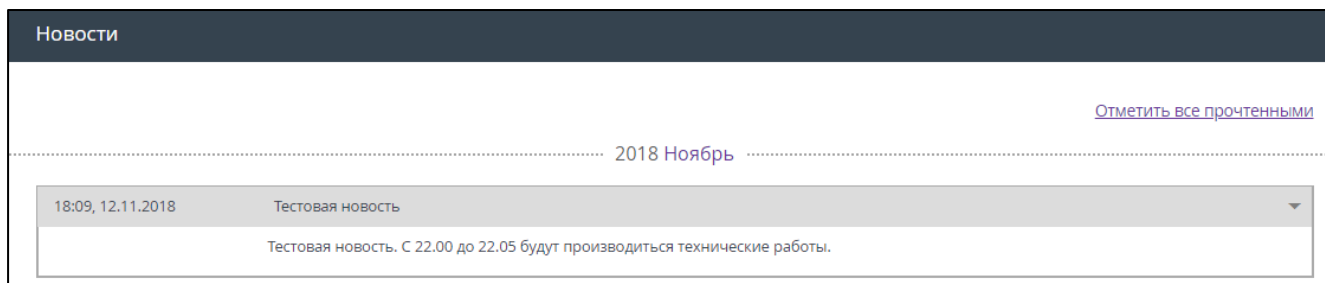 Новости
Отметить все прочтенными
2018 Ноябрь
18:09, 12.11.2018 Тестовая новость
Тестовая новость. С 22.00 до 22.05 будут производиться технические работы.